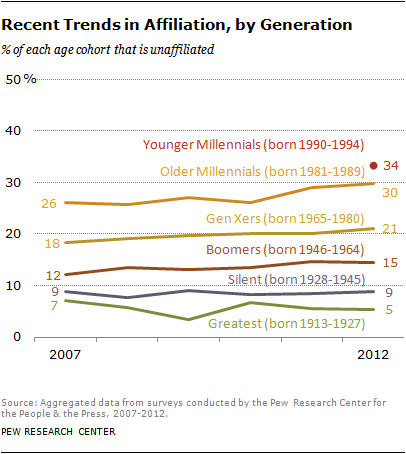 Recent Trends in Affiliation, by Generation
% of each age cohort that is unaffiliated
50 %
40
Younger Millennials (born 1990-1994)
34
Older Millennials (born 1981-1989)
30
30
26
Gen Xers (born 1965-1980)
21
20
18
Boomers (born 1946-1964)
15
12
Silent (born 1928-1945)
10
9
9
7
5
Greatest (born 1913-1927)
0
2007
2012
Source: Aggregated data from surveys conducted by the Pew Research Center for
the People & the Press, 2007-2012.
PEW RESEARCH CENTER